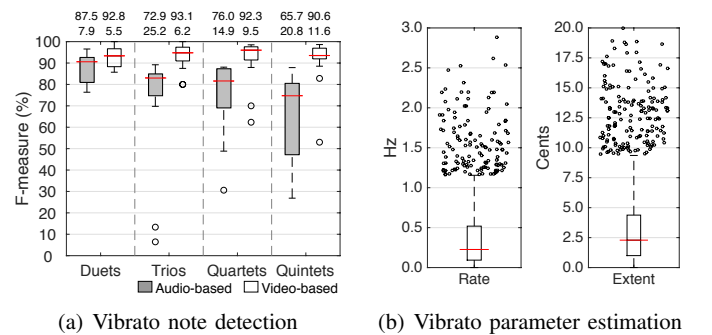 87.5 92.8 72.9 93.1 76.0 92.3 65.7 90.6
7.9 5.5 25.2 6.2 14.9 9.5 20.8 11.6
100
90
80
70
60
50
40
30
20
10
0
F-measure (%)
Duets Trios Quartets Quintets
Audio-based Video-based
(a) Vibrato note detection
3.0
2.5
2.0
1.5
1.0
0.5
0.0
Hz
Rate
20.0
17.5
15.0
12.5
10.0
7.5
5.0
2.5
0.0
Cents
Extent
(b) Vibrato parameter estimation